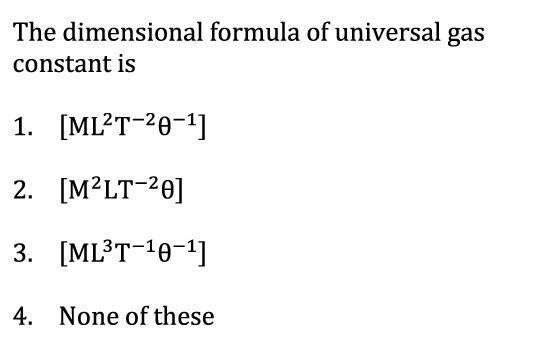 The dimensional formula of universal gas
constant is
1. [ML²T⁻²θ⁻¹]
2. [M²LT⁻²θ]
3. [ML³T⁻¹θ⁻¹]
4. None of these